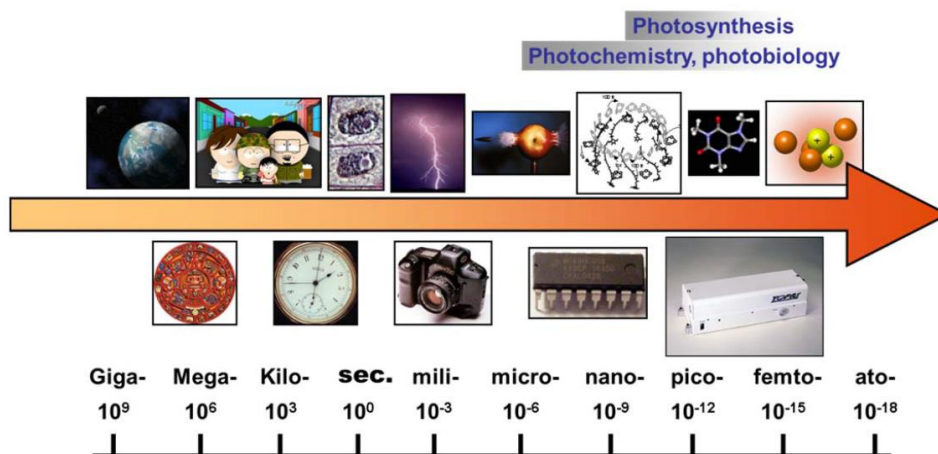 Photosynthesis
Photochemistry, photobiology
TOPAS
Giga- Mega- Kilo- sec. mili- micro- nano- pico- femto- ato-
10⁹ 10⁶ 10³ 10⁰ 10⁻³ 10⁻⁶ 10⁻⁹ 10⁻¹² 10⁻¹⁵ 10⁻¹⁸